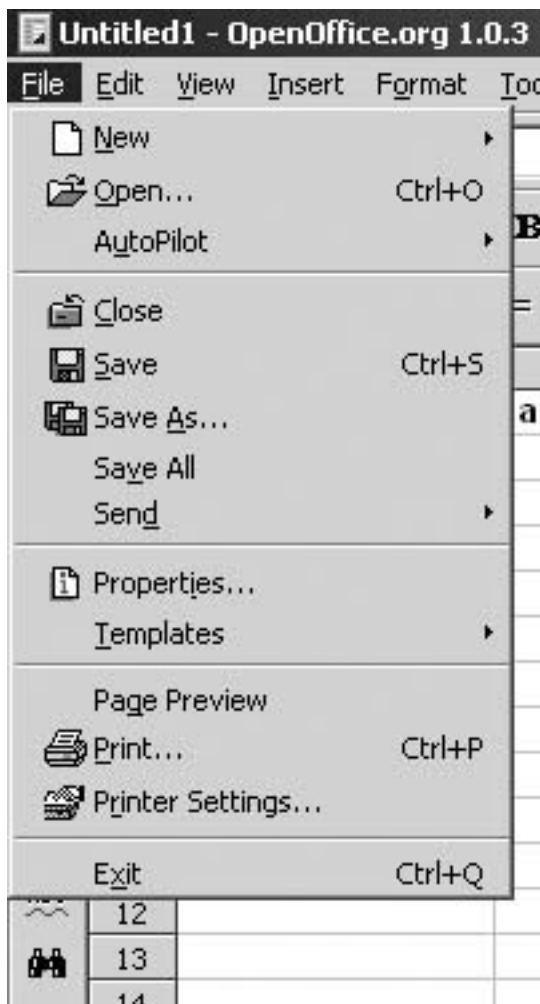 Untitled1 - OpenOffice.org 1.0.3
File Edit View Insert Format
New
Open... Ctrl+O
AutoPilot
Close
Save Ctrl+S
Save As...
Save All
Send
Properties...
Templates
Page Preview
Print... Ctrl+P
Printer Settings...
Exit Ctrl+Q
B
=
a
12
13
14